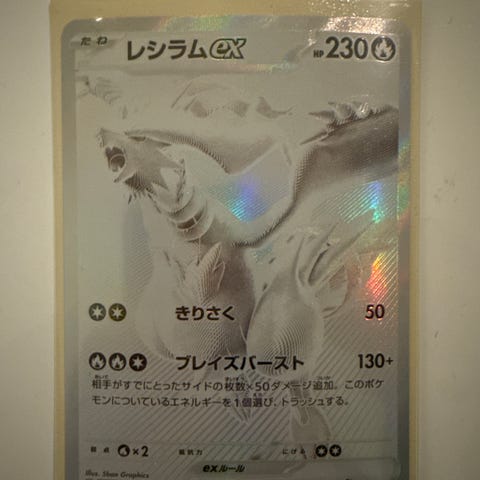 たね レシラムex HP 230
きりさく 50
ブレイズバースト 130+
相手がすでにとったサイドの枚数×50ダメージ追加。このポケ
モンについているエネルギーを1個選び、トラッシュする。
弱点 ×2 抵抗力 にげる
exルール
Illus. Shan Graphics